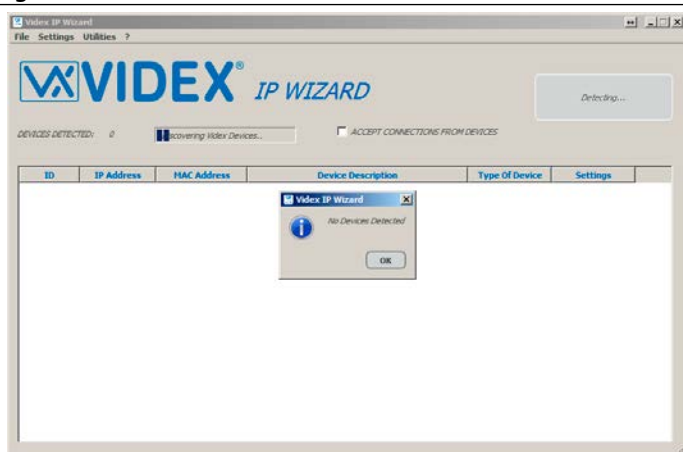 Videx IP Wizard
File Settings Utilities ?
VIDEX® IP WIZARD
Detecting...
DEVICES DETECTED: 0
scovering Videx Devices...
ACCEPT CONNECTIONS FROM DEVICES
ID IP Address MAC Address Device Description Type Of Device Settings
Videx IP Wizard
No Devices Detected
OK